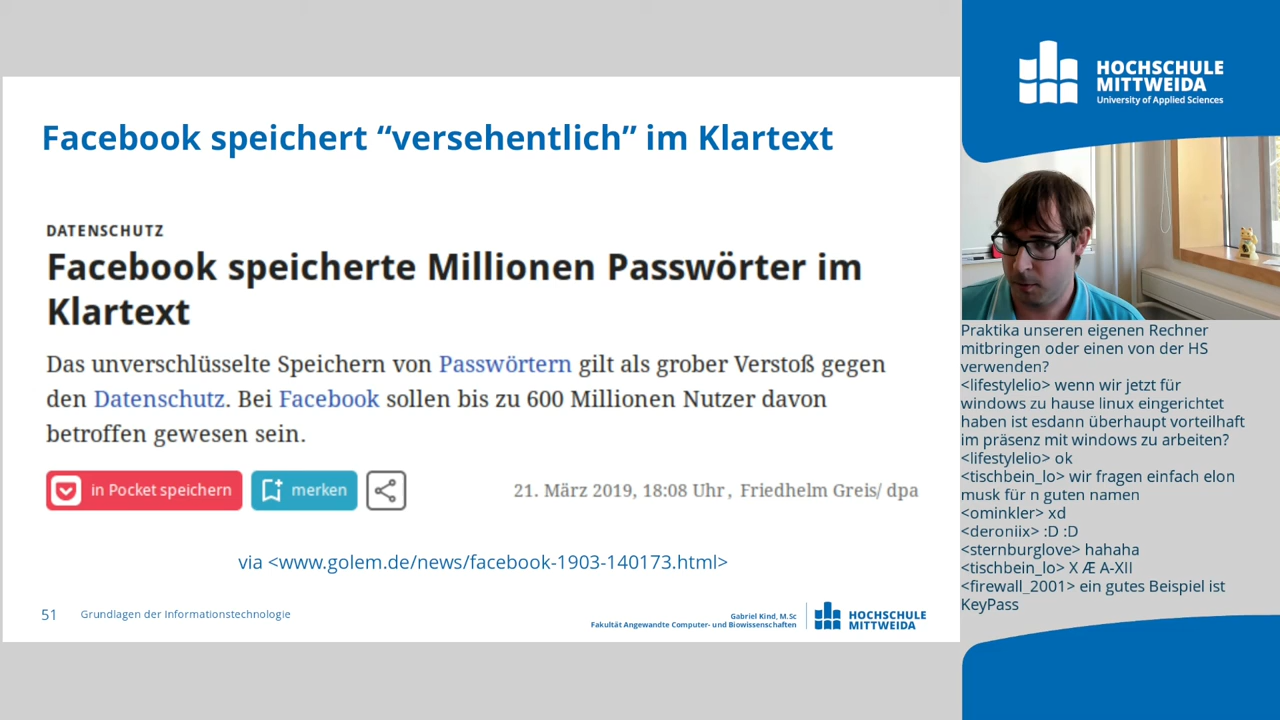 Facebook speichert “versehentlich” im Klartext
DATENSCHUTZ
Facebook speicherte Millionen Passwörter im
Klartext
Das unverschlüsselte Speichern von Passwörtern gilt als grober Verstoß gegen
den Datenschutz. Bei Facebook sollen bis zu 600 Millionen Nutzer davon
betroffen gewesen sein.
in Pocket speichern
merken
21. März 2019, 18:08 Uhr, Friedhelm Greis/ dpa
via <www.golem.de/news/facebook-1903-140173.html>
51
Grundlagen der Informationstechnologie
Gabriel Kind, M.Sc
Fakultät Angewandte Computer- und Biowissenschaften
HOCHSCHULE
MITTWEIDA
HOCHSCHULE
MITTWEIDA
University of Applied Sciences
Praktika unseren eigenen Rechner
mitbringen oder einen von der HS
verwenden?
<lifestylelio> wenn wir jetzt für
windows zu hause linux eingerichtet
haben ist esdann überhaupt vorteilhaft
im präsenz mit windows zu arbeiten?
<lifestylelio> ok
<tischbein_lo> wir fragen einfach elon
musk für n guten namen
<ominkler> xd
<deroniix> :D :D
<sternburglove> hahaha
<tischbein_lo> X Æ A-XII
<firewall_2001> ein gutes Beispiel ist
KeyPass